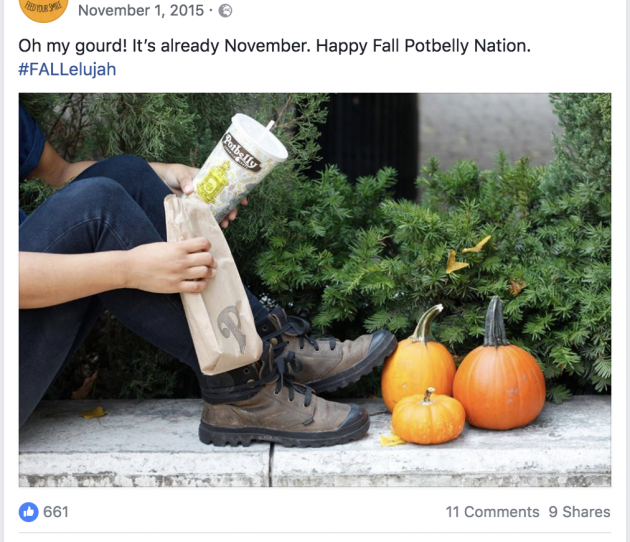 FEED YOUR SMILE
November 1, 2015 ·
Oh my gourd! It's already November. Happy Fall Potbelly Nation.
#FALLelujah
Potbelly
P
661
11 Comments 9 Shares